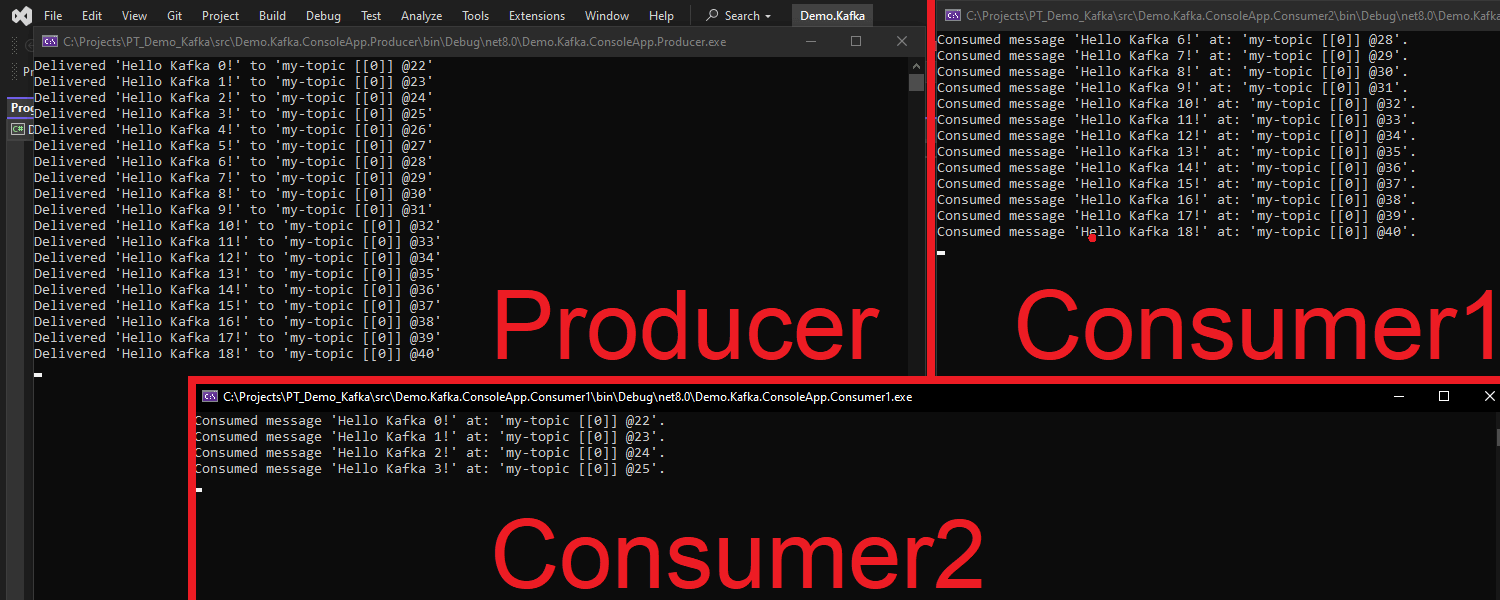 File Edit View Git Project Build Debug Test Analyze Tools Extensions Window Help Search Demo.Kafka
C:\Projects\PT_Demo_Kafka\src\Demo.Kafka.ConsoleApp.Producer\bin\Debug\net8.0\Demo.Kafka.ConsoleApp.Producer.exe
Delivered 'Hello Kafka 0!' to 'my-topic [[0]] @22'
Delivered 'Hello Kafka 1!' to 'my-topic [[0]] @23'
Delivered 'Hello Kafka 2!' to 'my-topic [[0]] @24'
Delivered 'Hello Kafka 3!' to 'my-topic [[0]] @25'
Delivered 'Hello Kafka 4!' to 'my-topic [[0]] @26'
Delivered 'Hello Kafka 5!' to 'my-topic [[0]] @27'
Delivered 'Hello Kafka 6!' to 'my-topic [[0]] @28'
Delivered 'Hello Kafka 7!' to 'my-topic [[0]] @29'
Delivered 'Hello Kafka 8!' to 'my-topic [[0]] @30'
Delivered 'Hello Kafka 9!' to 'my-topic [[0]] @31'
Delivered 'Hello Kafka 10!' to 'my-topic [[0]] @32'
Delivered 'Hello Kafka 11!' to 'my-topic [[0]] @33'
Delivered 'Hello Kafka 12!' to 'my-topic [[0]] @34'
Delivered 'Hello Kafka 13!' to 'my-topic [[0]] @35'
Delivered 'Hello Kafka 14!' to 'my-topic [[0]] @36'
Delivered 'Hello Kafka 15!' to 'my-topic [[0]] @37'
Delivered 'Hello Kafka 16!' to 'my-topic [[0]] @38'
Delivered 'Hello Kafka 17!' to 'my-topic [[0]] @39'
Delivered 'Hello Kafka 18!' to 'my-topic [[0]] @40'
Producer
C:\Projects\PT_Demo_Kafka\src\Demo.Kafka.ConsoleApp.Consumer2\bin\Debug\net8.0\Demo.Kafka
Consumed message 'Hello Kafka 6!' at: 'my-topic [[0]] @28'.
Consumed message 'Hello Kafka 7!' at: 'my-topic [[0]] @29'.
Consumed message 'Hello Kafka 8!' at: 'my-topic [[0]] @30'.
Consumed message 'Hello Kafka 9!' at: 'my-topic [[0]] @31'.
Consumed message 'Hello Kafka 10!' at: 'my-topic [[0]] @32'.
Consumed message 'Hello Kafka 11!' at: 'my-topic [[0]] @33'.
Consumed message 'Hello Kafka 12!' at: 'my-topic [[0]] @34'.
Consumed message 'Hello Kafka 13!' at: 'my-topic [[0]] @35'.
Consumed message 'Hello Kafka 14!' at: 'my-topic [[0]] @36'.
Consumed message 'Hello Kafka 15!' at: 'my-topic [[0]] @37'.
Consumed message 'Hello Kafka 16!' at: 'my-topic [[0]] @38'.
Consumed message 'Hello Kafka 17!' at: 'my-topic [[0]] @39'.
Consumed message 'Hello Kafka 18!' at: 'my-topic [[0]] @40'.
Consumer1
C:\Projects\PT_Demo_Kafka\src\Demo.Kafka.ConsoleApp.Consumer1\bin\Debug\net8.0\Demo.Kafka.ConsoleApp.Consumer1.exe
Consumed message 'Hello Kafka 0!' at: 'my-topic [[0]] @22'.
Consumed message 'Hello Kafka 1!' at: 'my-topic [[0]] @23'.
Consumed message 'Hello Kafka 2!' at: 'my-topic [[0]] @24'.
Consumed message 'Hello Kafka 3!' at: 'my-topic [[0]] @25'.
Consumer2